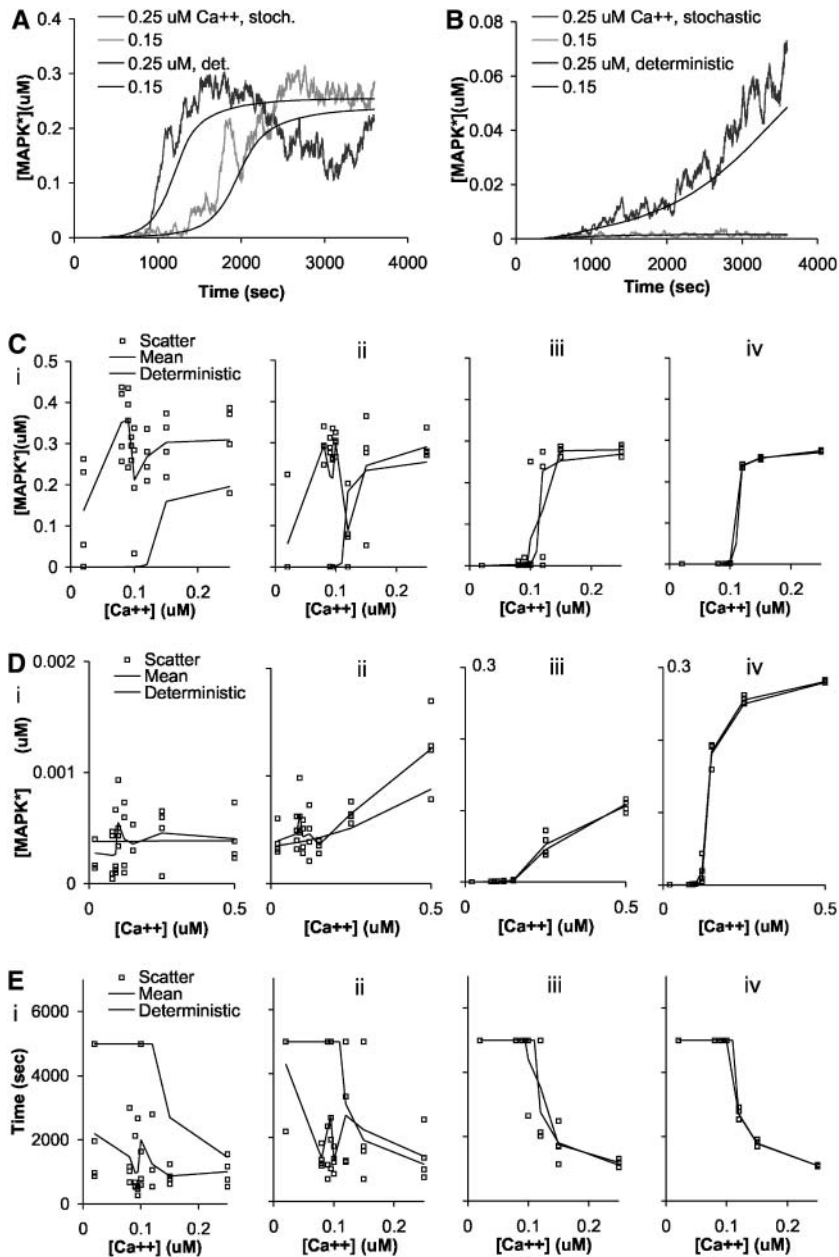 A
0.25 uM Ca++, stoch.
0.15
0.25 uM, det.
0.15
[MAPK*](uM)
0.4
0.3
0.2
0.1
0
0 1000 2000 3000 4000
Time (sec)
B
0.25 uM Ca++, stochastic
0.15
0.25 uM, deterministic
0.15
[MAPK*](uM)
0.08
0.06
0.04
0.02
0
0 1000 2000 3000 4000
Time (sec)
C
i
Scatter
Mean
Deterministic
ii
iii
iv
[MAPK*](uM)
0.5
0.4
0.3
0.2
0.1
0
0 0.1 0.2
[Ca++] (uM)
0 0.1 0.2
[Ca++] (uM)
0 0.1 0.2
[Ca++] (uM)
0 0.1 0.2
[Ca++] (uM)
D
i
Scatter
Mean
Deterministic
ii
iii
iv
[MAPK*] (uM)
0.002
0.001
0
0.3
0.3
0 0.5
[Ca++] (uM)
0 0.5
[Ca++] (uM)
0 0.5
[Ca++] (uM)
0 0.5
[Ca++] (uM)
E
i
Scatter
Mean
Deterministic
ii
iii
iv
Time (sec)
6000
4000
2000
0
0 0.1 0.2
[Ca++] (uM)
0 0.1 0.2
[Ca++] (uM)
0 0.1 0.2
[Ca++] (uM)
0 0.1 0.2
[Ca++] (uM)